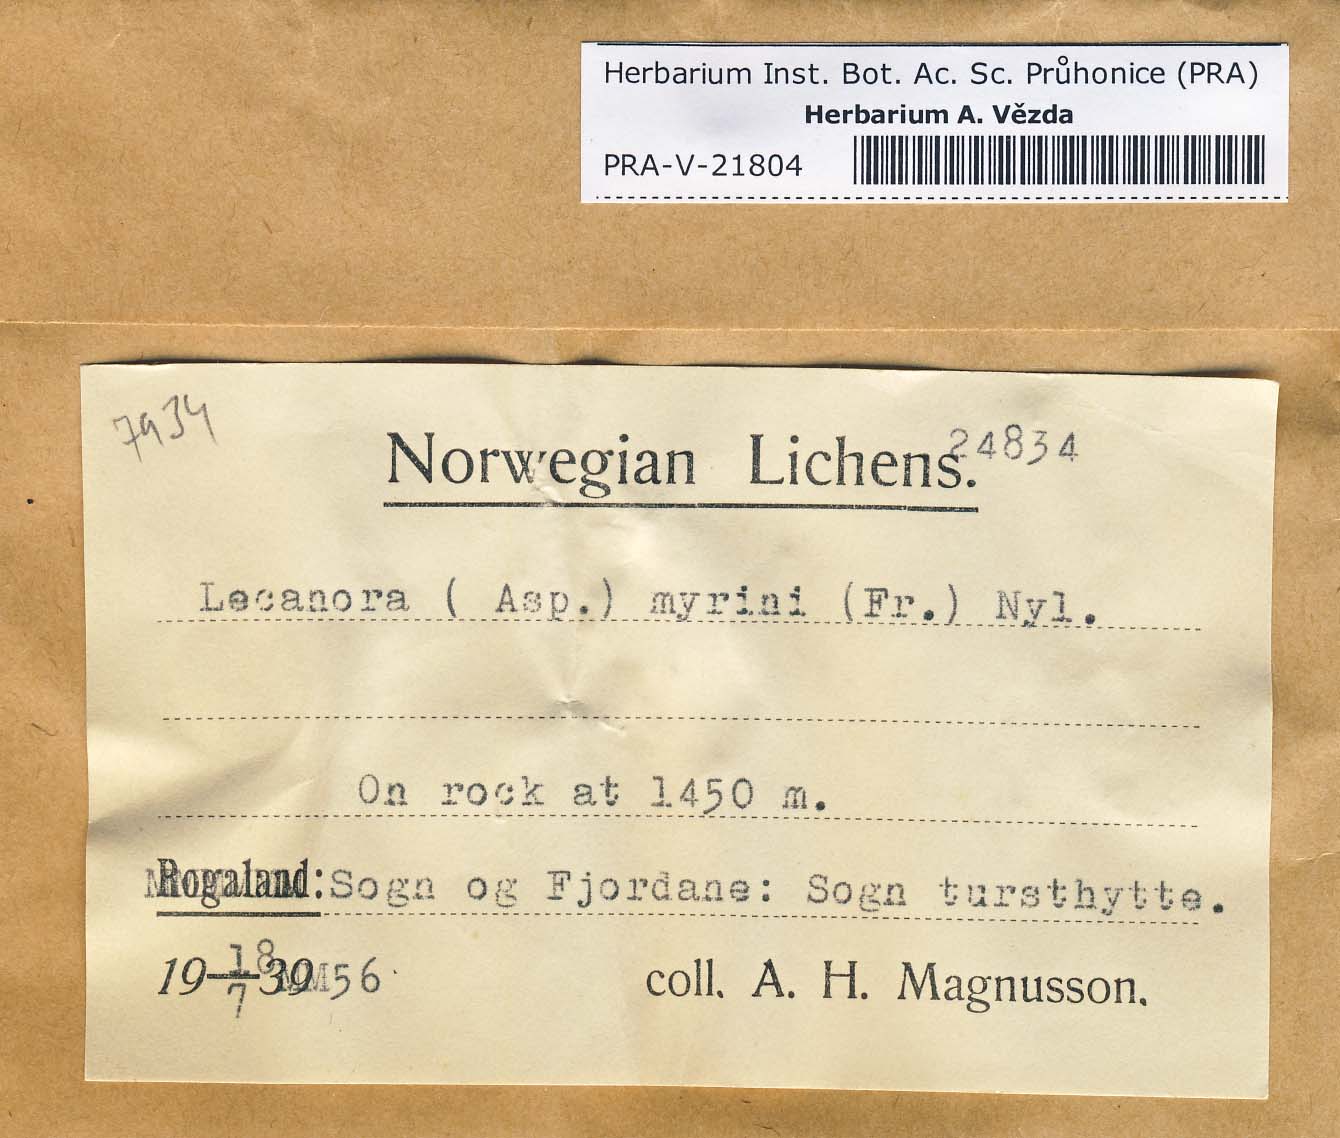 Herbarium Inst. Bot. Ac. Sc. Průhonice (PRA)
Herbarium A. Vězda
PRA-V-21804
7934
Norwegian Lichens. 24834
Lecanora ( Asp.) myrini (Fr.) Nyl.
On rock at 1450 m.
Rogaland: Sogn og Fjordane: Sogn tursthytte.
19 18/7 39 56 coll. A. H. Magnusson.